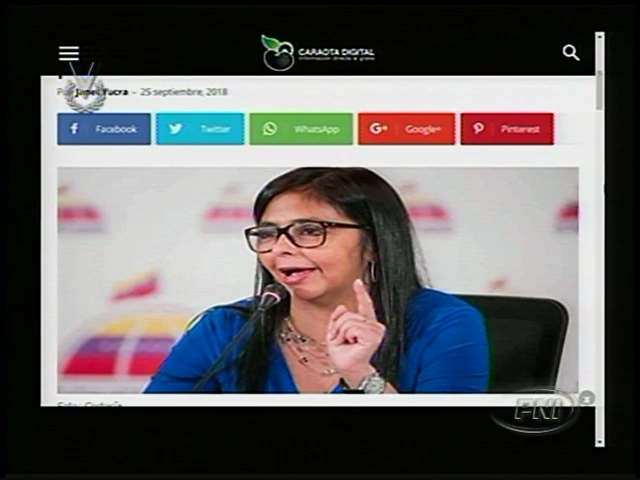 CARAOTA DIGITAL
información directa al grano
Por Janet Yucra – 25 septiembre, 2018
Facebook
Twitter
WhatsApp
Google+
Pinterest
FNI